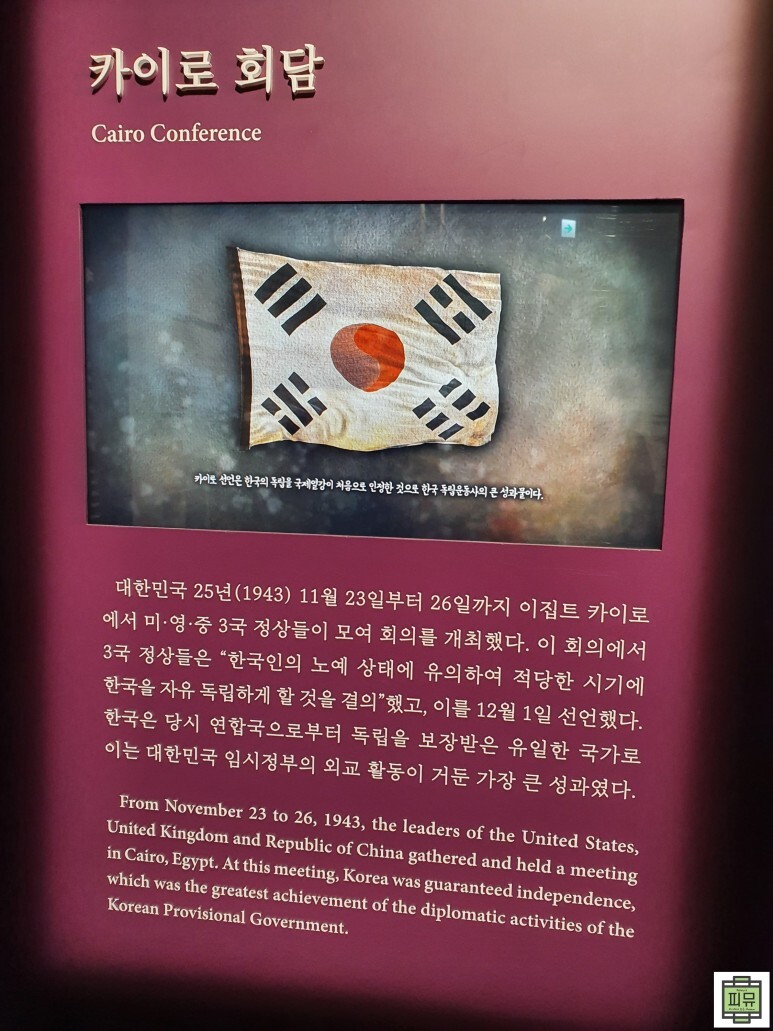 카이로 회담
Cairo Conference
카이로 선언은 한국의 독립을 국제열강이 처음으로 인정한 것으로 한국 독립운동사의 큰 성과물이다.
대한민국 25년(1943) 11월 23일부터 26일까지 이집트 카이로
에서 미·영·중 3국 정상들이 모여 회의를 개최했다. 이 회의에서
3국 정상들은 “한국인의 노예 상태에 유의하여 적당한 시기에
한국을 자유 독립하게 할 것을 결의”했고, 이를 12월 1일 선언했다.
한국은 당시 연합국으로부터 독립을 보장받은 유일한 국가로
이는 대한민국 임시정부의 외교 활동이 거둔 가장 큰 성과였다.
From November 23 to 26, 1943, the leaders of the United States,
United Kingdom and Republic of China gathered and held a meeting
in Cairo, Egypt. At this meeting, Korea was guaranteed independence,
which was the greatest achievement of the diplomatic activities of the
Korean Provisional Government.
피뮤